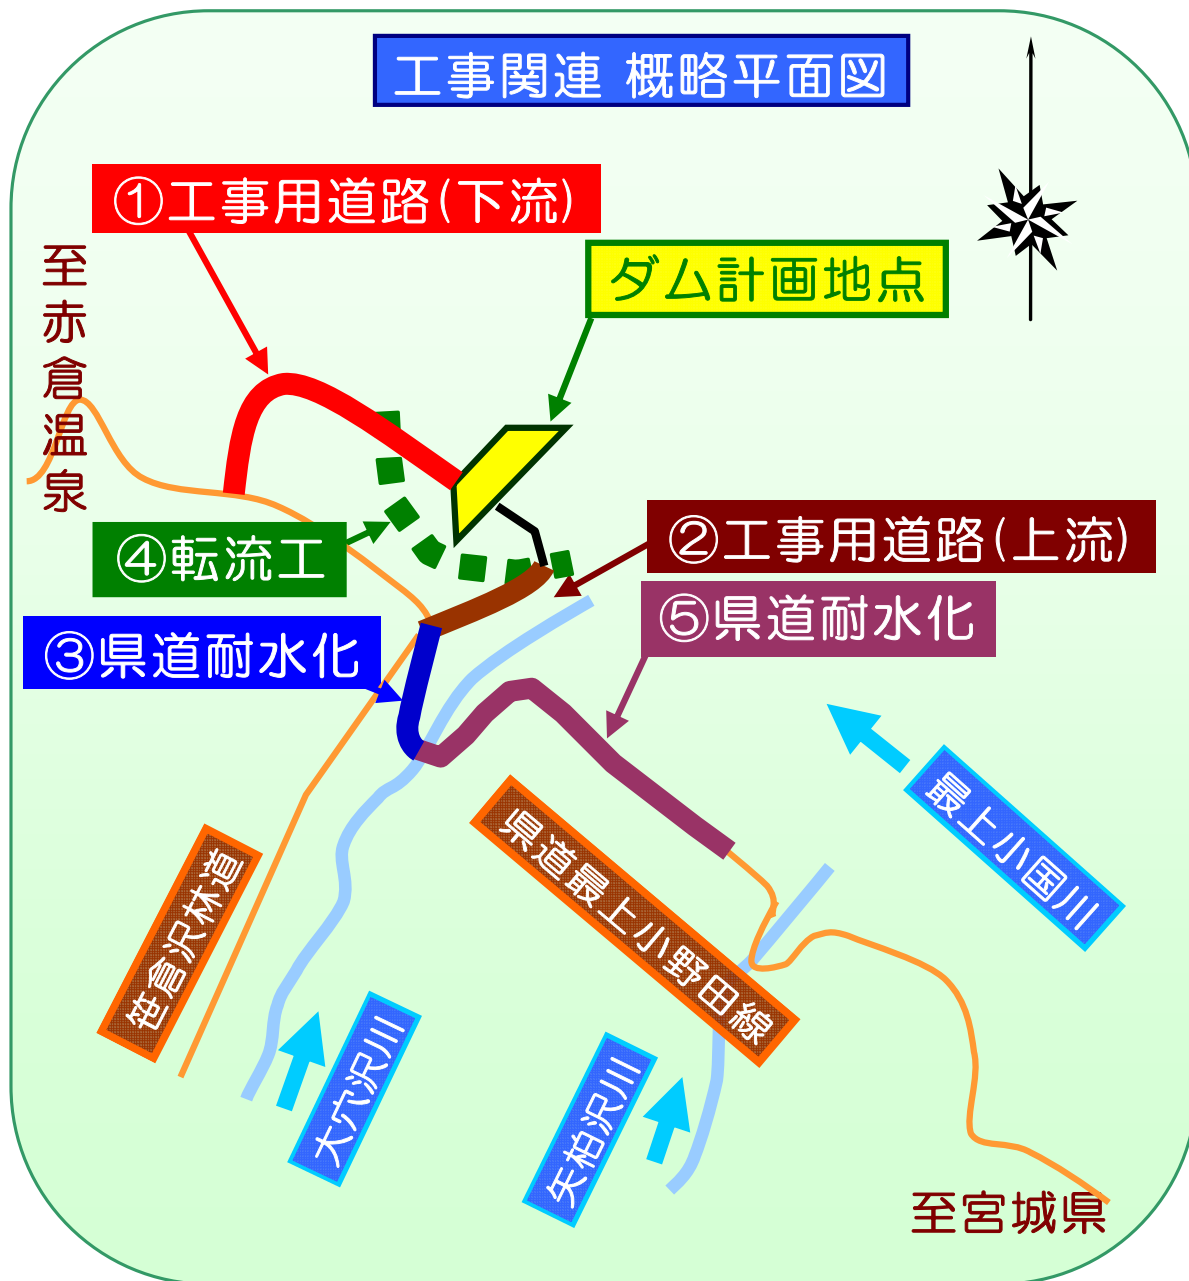 工事関連 概略平面図
①工事用道路(下流)
至赤倉温泉
ダム計画地点
②工事用道路(上流)
④転流工
⑤県道耐水化
③県道耐水化
最上小国川
県道最上小野田線
笹倉沢林道
大穴沢川
矢柏沢川
至宮城県